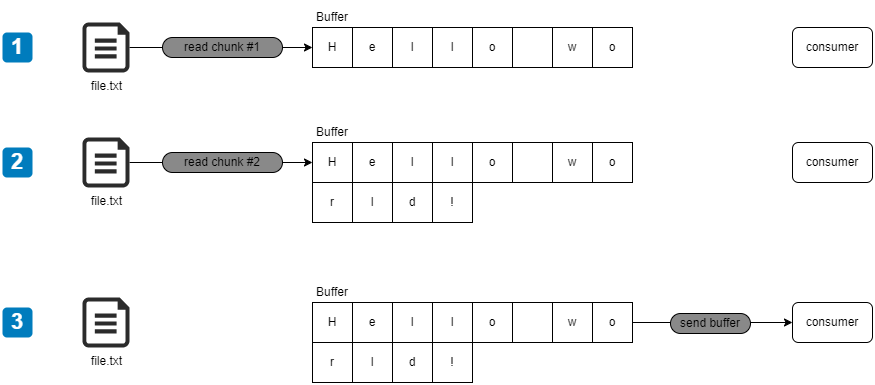 Buffer
1 read chunk #1 H e l l o w o consumer
file.txt
Buffer
2 read chunk #2 H e l l o w o consumer
file.txt r l d !
Buffer
3 H e l l o w o send buffer consumer
file.txt r l d !